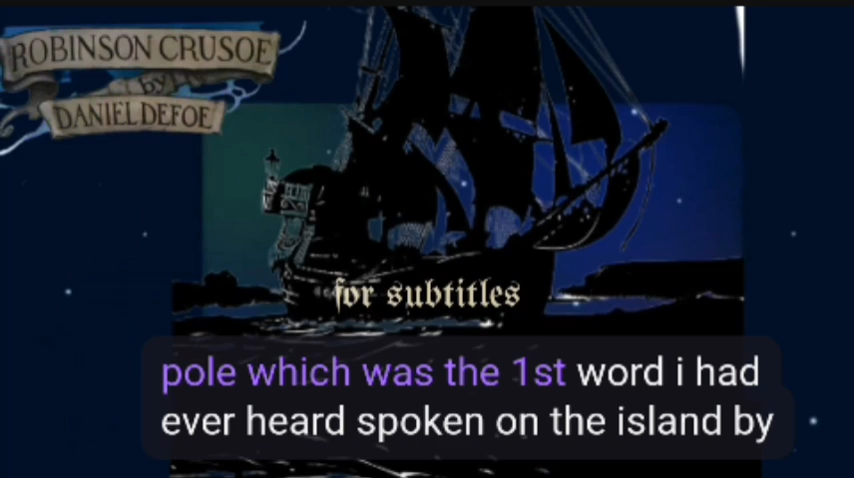 ROBINSON CRUSOE
by
DANIEL DEFOE
for subtitles
pole which was the 1st word i had
ever heard spoken on the island by